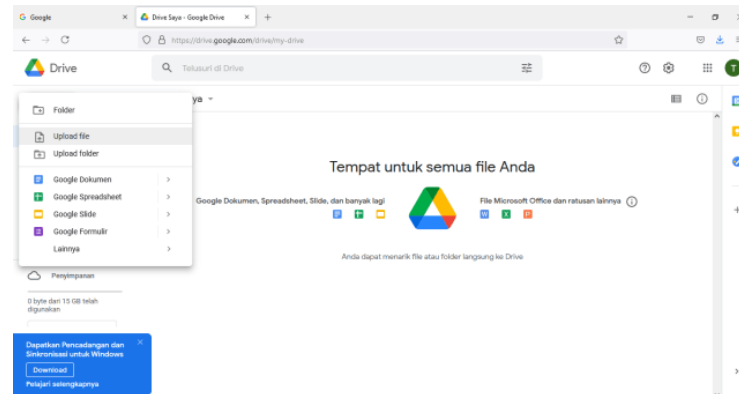 Google
Drive Saya - Google Drive
https://drive.google.com/drive/my-drive
Drive
Telusuri di Drive
T
ya
Folder
Upload file
Upload folder
Google Dokumen
Google Spreadsheet
Google Slide
Google Formulir
Lainnya
Tempat untuk semua file Anda
Google Dokumen, Spreadsheet, Slide, dan banyak lagi
File Microsoft Office dan ratusan lainnya
W X P
Anda dapat menarik file atau folder langsung ke Drive
Penyimpanan
0 byte dari 15 GB telah
digunakan
Dapatkan Pencadangan dan
Sinkronisasi untuk Windows
Download
Pelajari selengkapnya